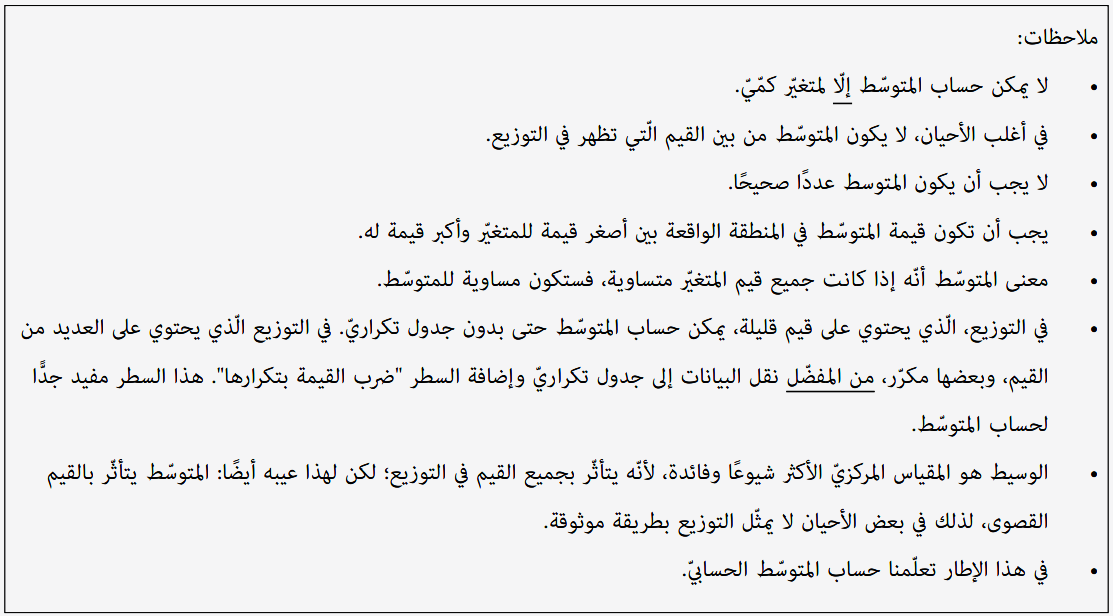 ملاحظات:
• لا يمكن حساب المتوسّط إلّا لمتغيّر كمّيّ.
• في أغلب الأحيان، لا يكون المتوسّط من بين القيم الّتي تظهر في التوزيع.
• لا يجب أن يكون المتوسط عددًا صحيحًا.
• يجب أن تكون قيمة المتوسّط في المنطقة الواقعة بين أصغر قيمة للمتغيّر وأكبر قيمة له.
• معنى المتوسّط أنّه إذا كانت جميع قيم المتغيّر متساوية، فستكون مساوية للمتوسّط.
• في التوزيع، الّذي يحتوي على قيم قليلة، يمكن حساب المتوسّط حتى بدون جدول تكراريّ. في التوزيع الّذي يحتوي على العديد من
القيم، وبعضها مكرّر، من المفضّل نقل البيانات إلى جدول تكراريّ وإضافة السطر "ضرب القيمة بتكرارها". هذا السطر مفيد جدًّا
لحساب المتوسّط.
• الوسيط هو المقياس المركزيّ الأكثر شيوعًا وفائدة، لأنّه يتأثّر بجميع القيم في التوزيع؛ لكن لهذا عيبه أيضًا: المتوسّط يتأثّر بالقيم
القصوى، لذلك في بعض الأحيان لا يمثّل التوزيع بطريقة موثوقة.
• في هذا الإطار تعلّمنا حساب المتوسّط الحسابيّ.